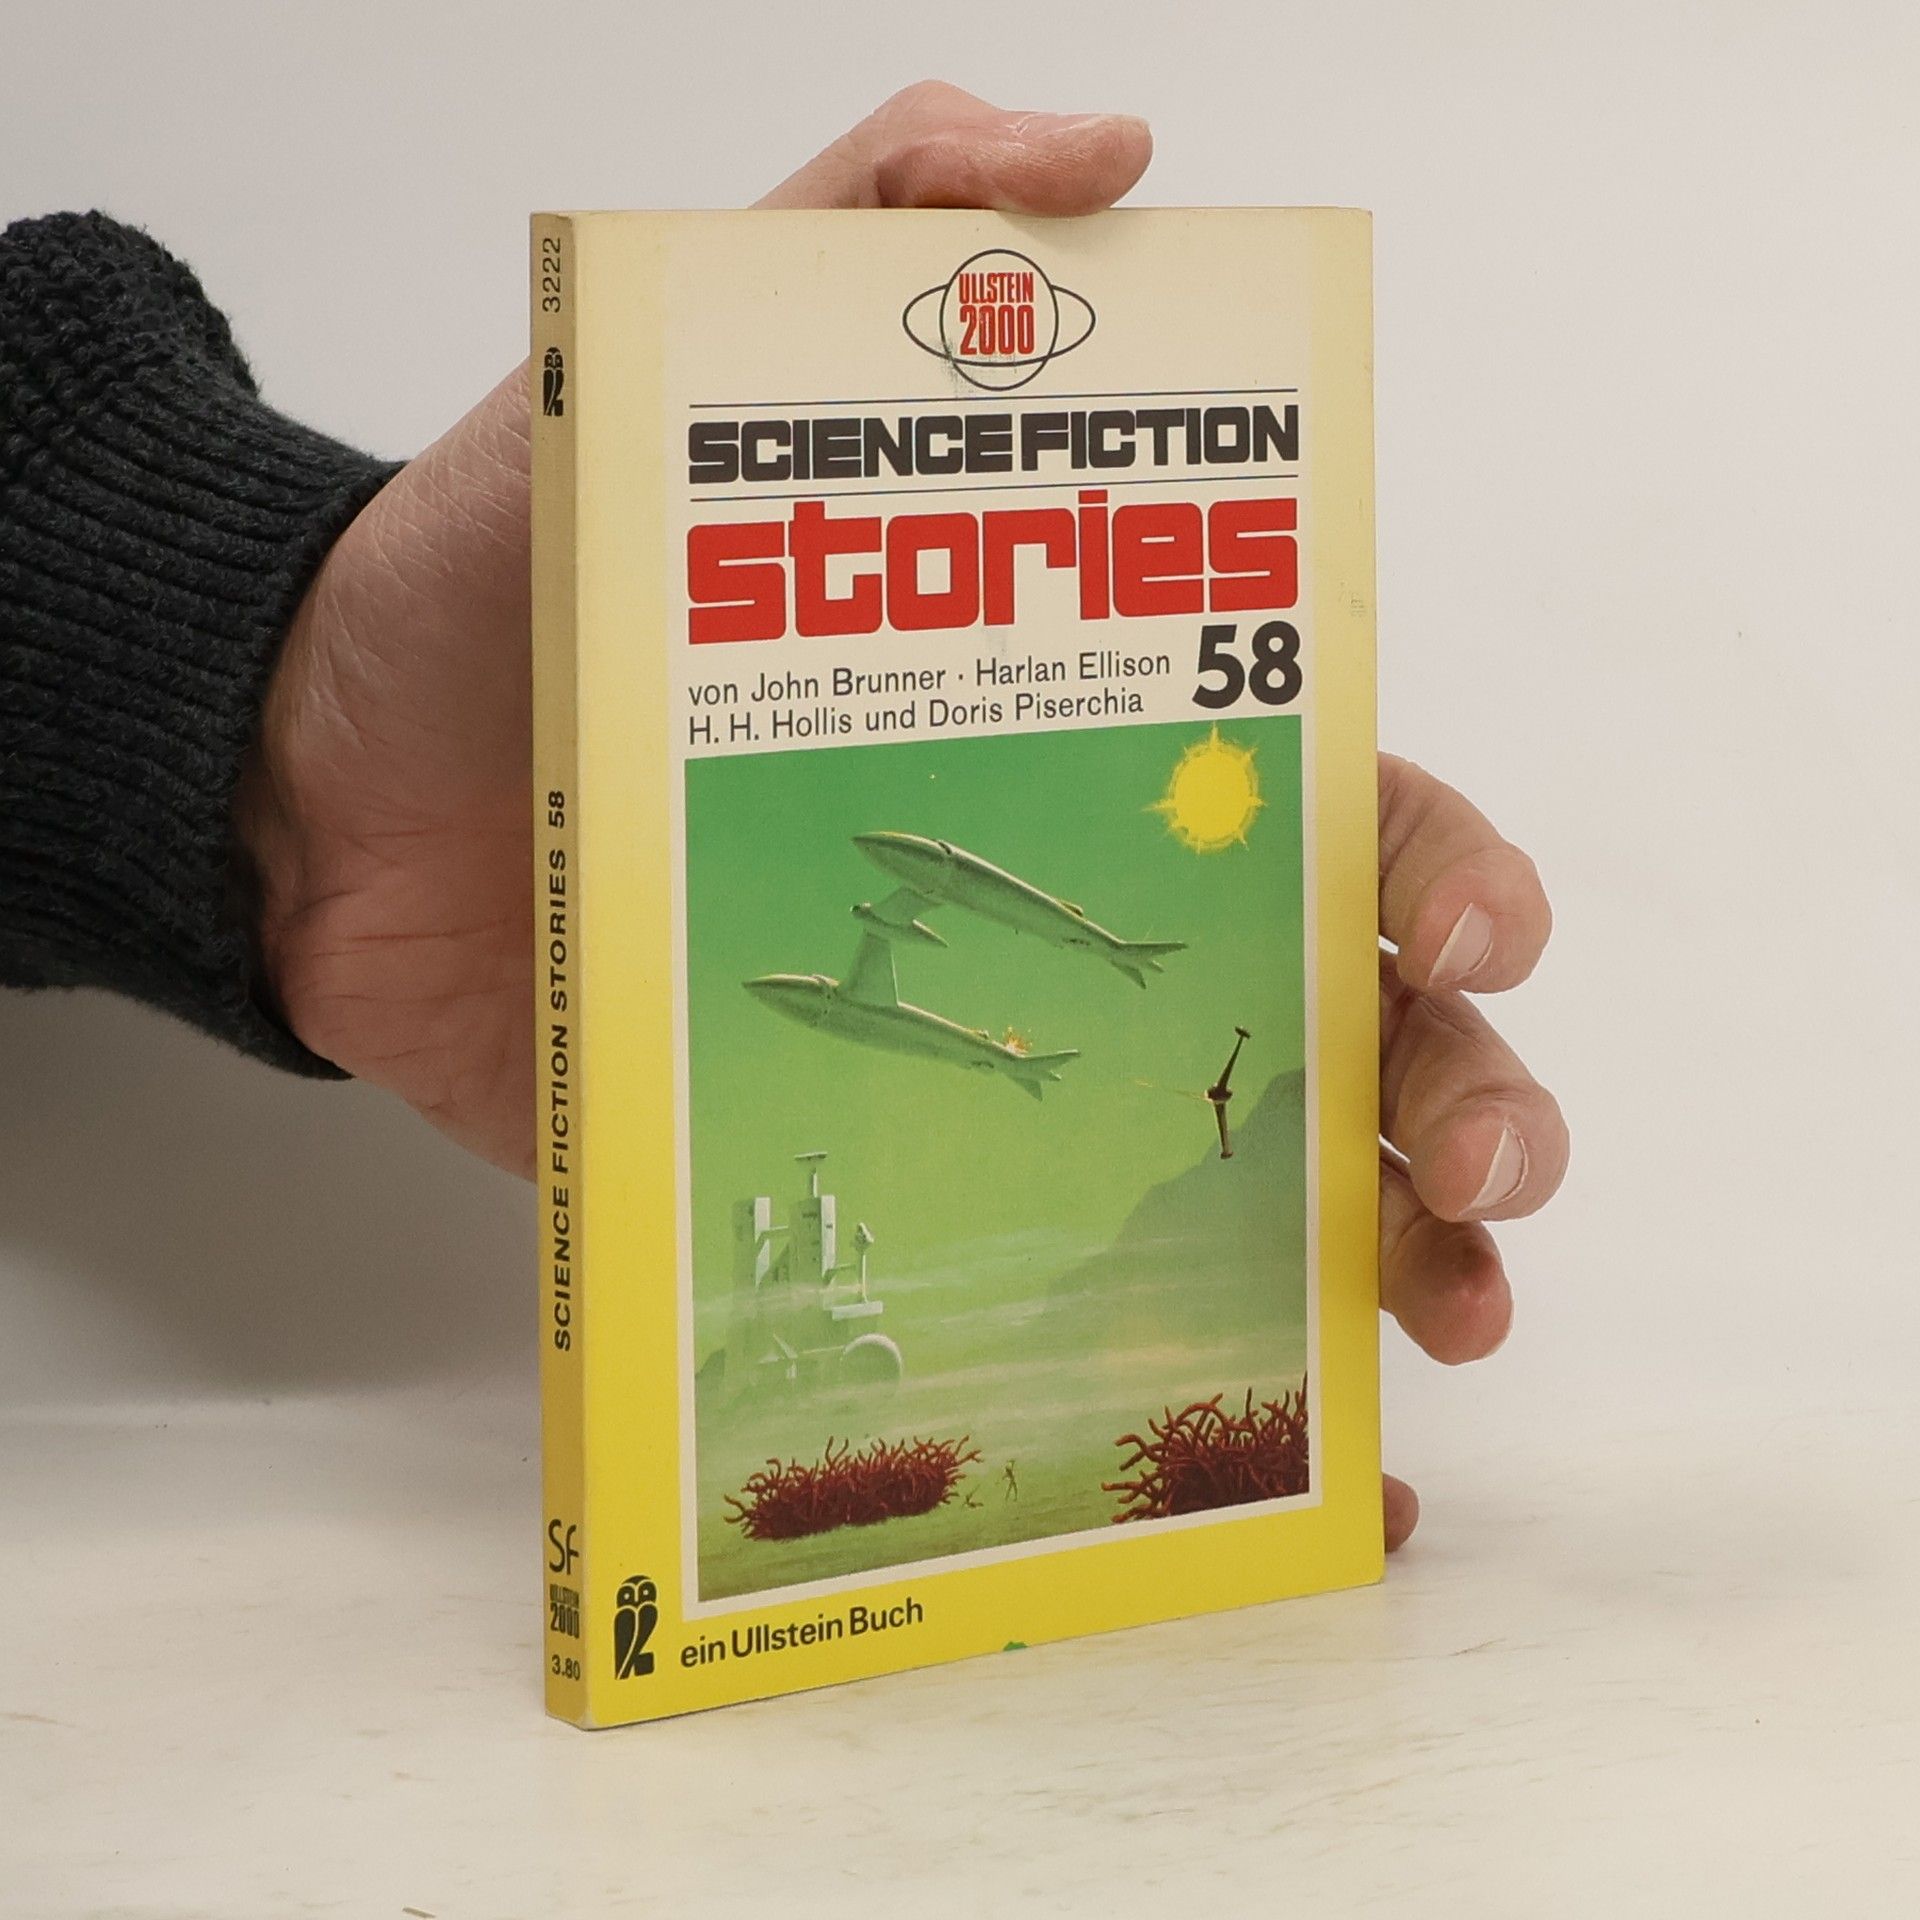 ULLSTEIN
2000
SCIENCE FICTION
stories
58
von John Brunner · Harlan Ellison
H. H. Hollis und Doris Piserchia
ein Ullstein Buch
3222
SCIENCE FICTION STORIES 58
Sf
ULLSTEIN
2000
3.80